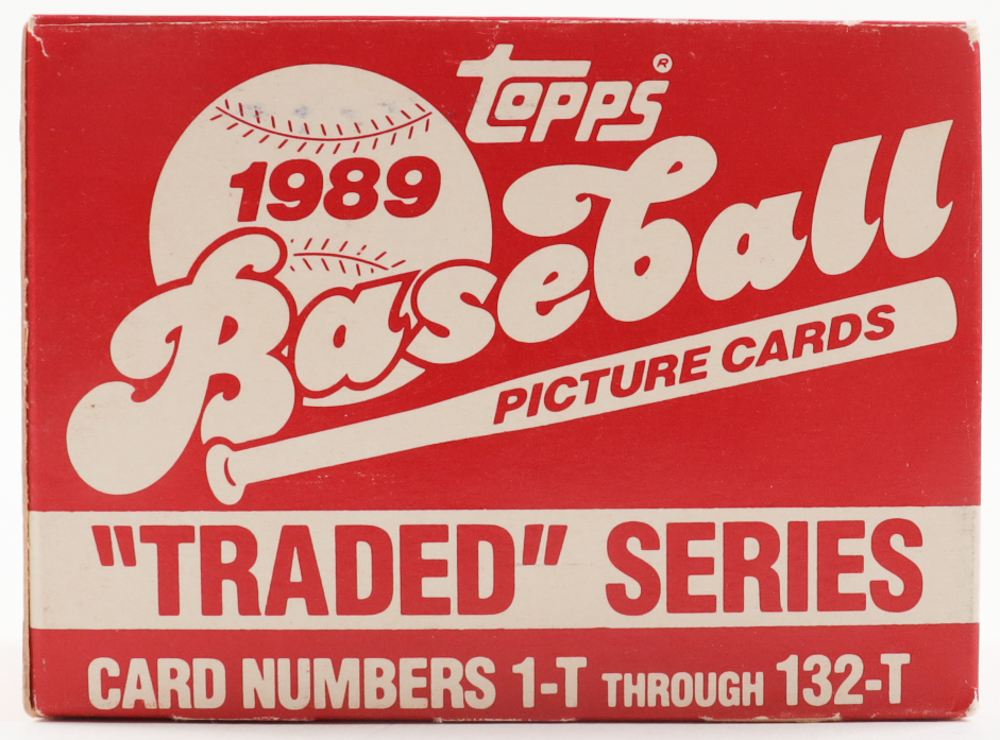 topps®
1989
Baseball
PICTURE CARDS
"TRADED" SERIES
CARD NUMBERS 1-T THROUGH 132-T